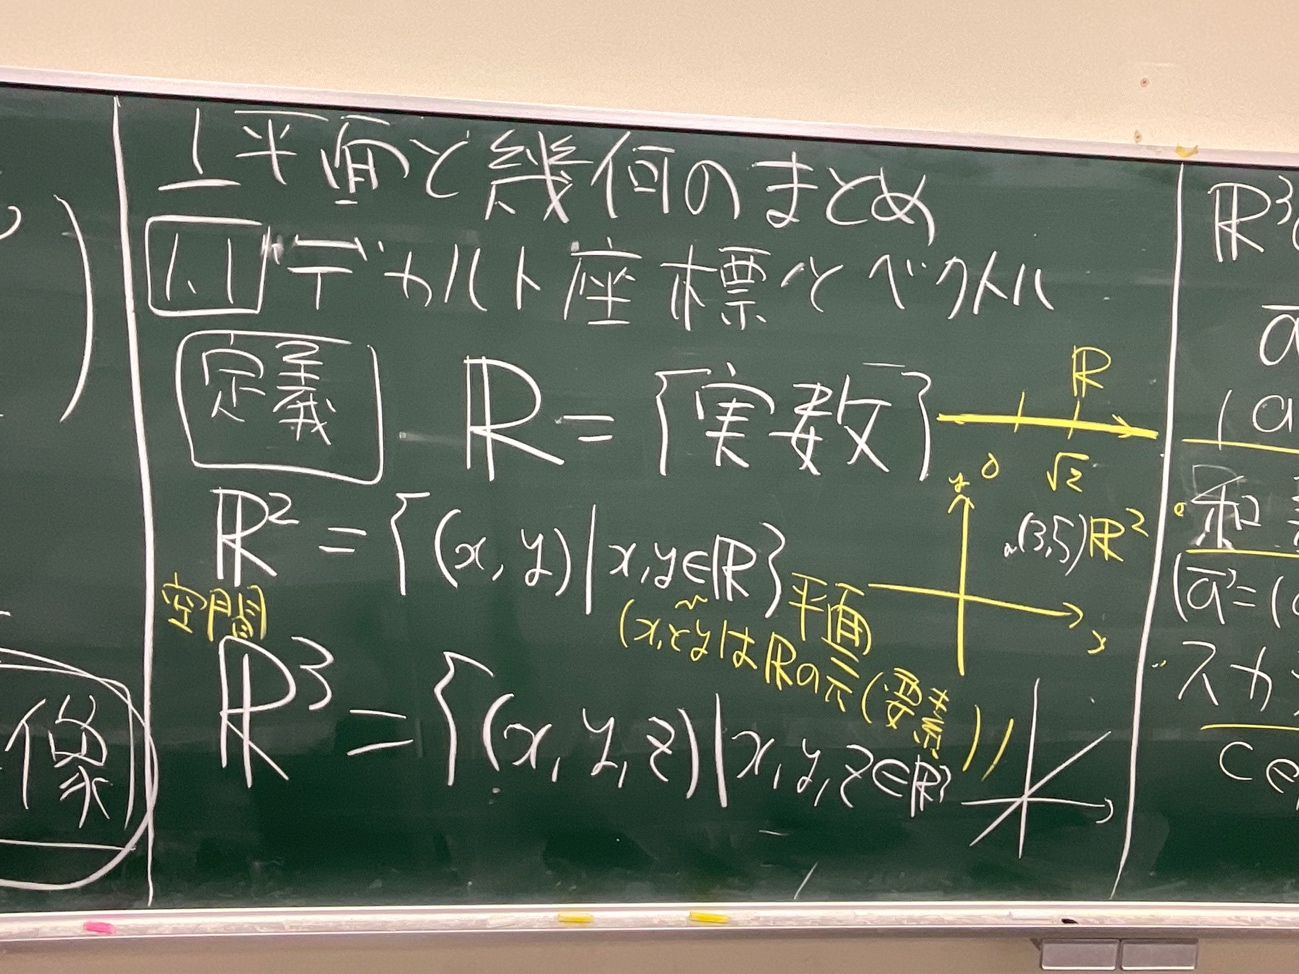 1 平面と幾何のまとめ
1.1 デカルト座標とベクトル
定義
ℝ = {実数}
ℝ
0 √2
ℝ² = {(x, y) | x, y ∈ ℝ}
平面
(xとyはℝの元(要素))
y
(3,5) ℝ²
x
空間
ℝ³ = {(x, y, z) | x, y, z ∈ ℝ}
像
ℝ³
和
スカ